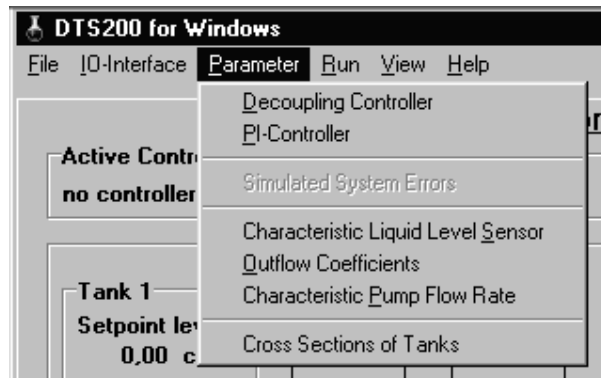 DTS200 for Windows
File IO-Interface Parameter Run View Help
Decoupling Controller
PI-Controller
Active Contr
no controller
Simulated System Errors
Characteristic Liquid Level Sensor
Outflow Coefficients
Characteristic Pump Flow Rate
Tank 1
Setpoint lev
Cross Sections of Tanks
0,00 c